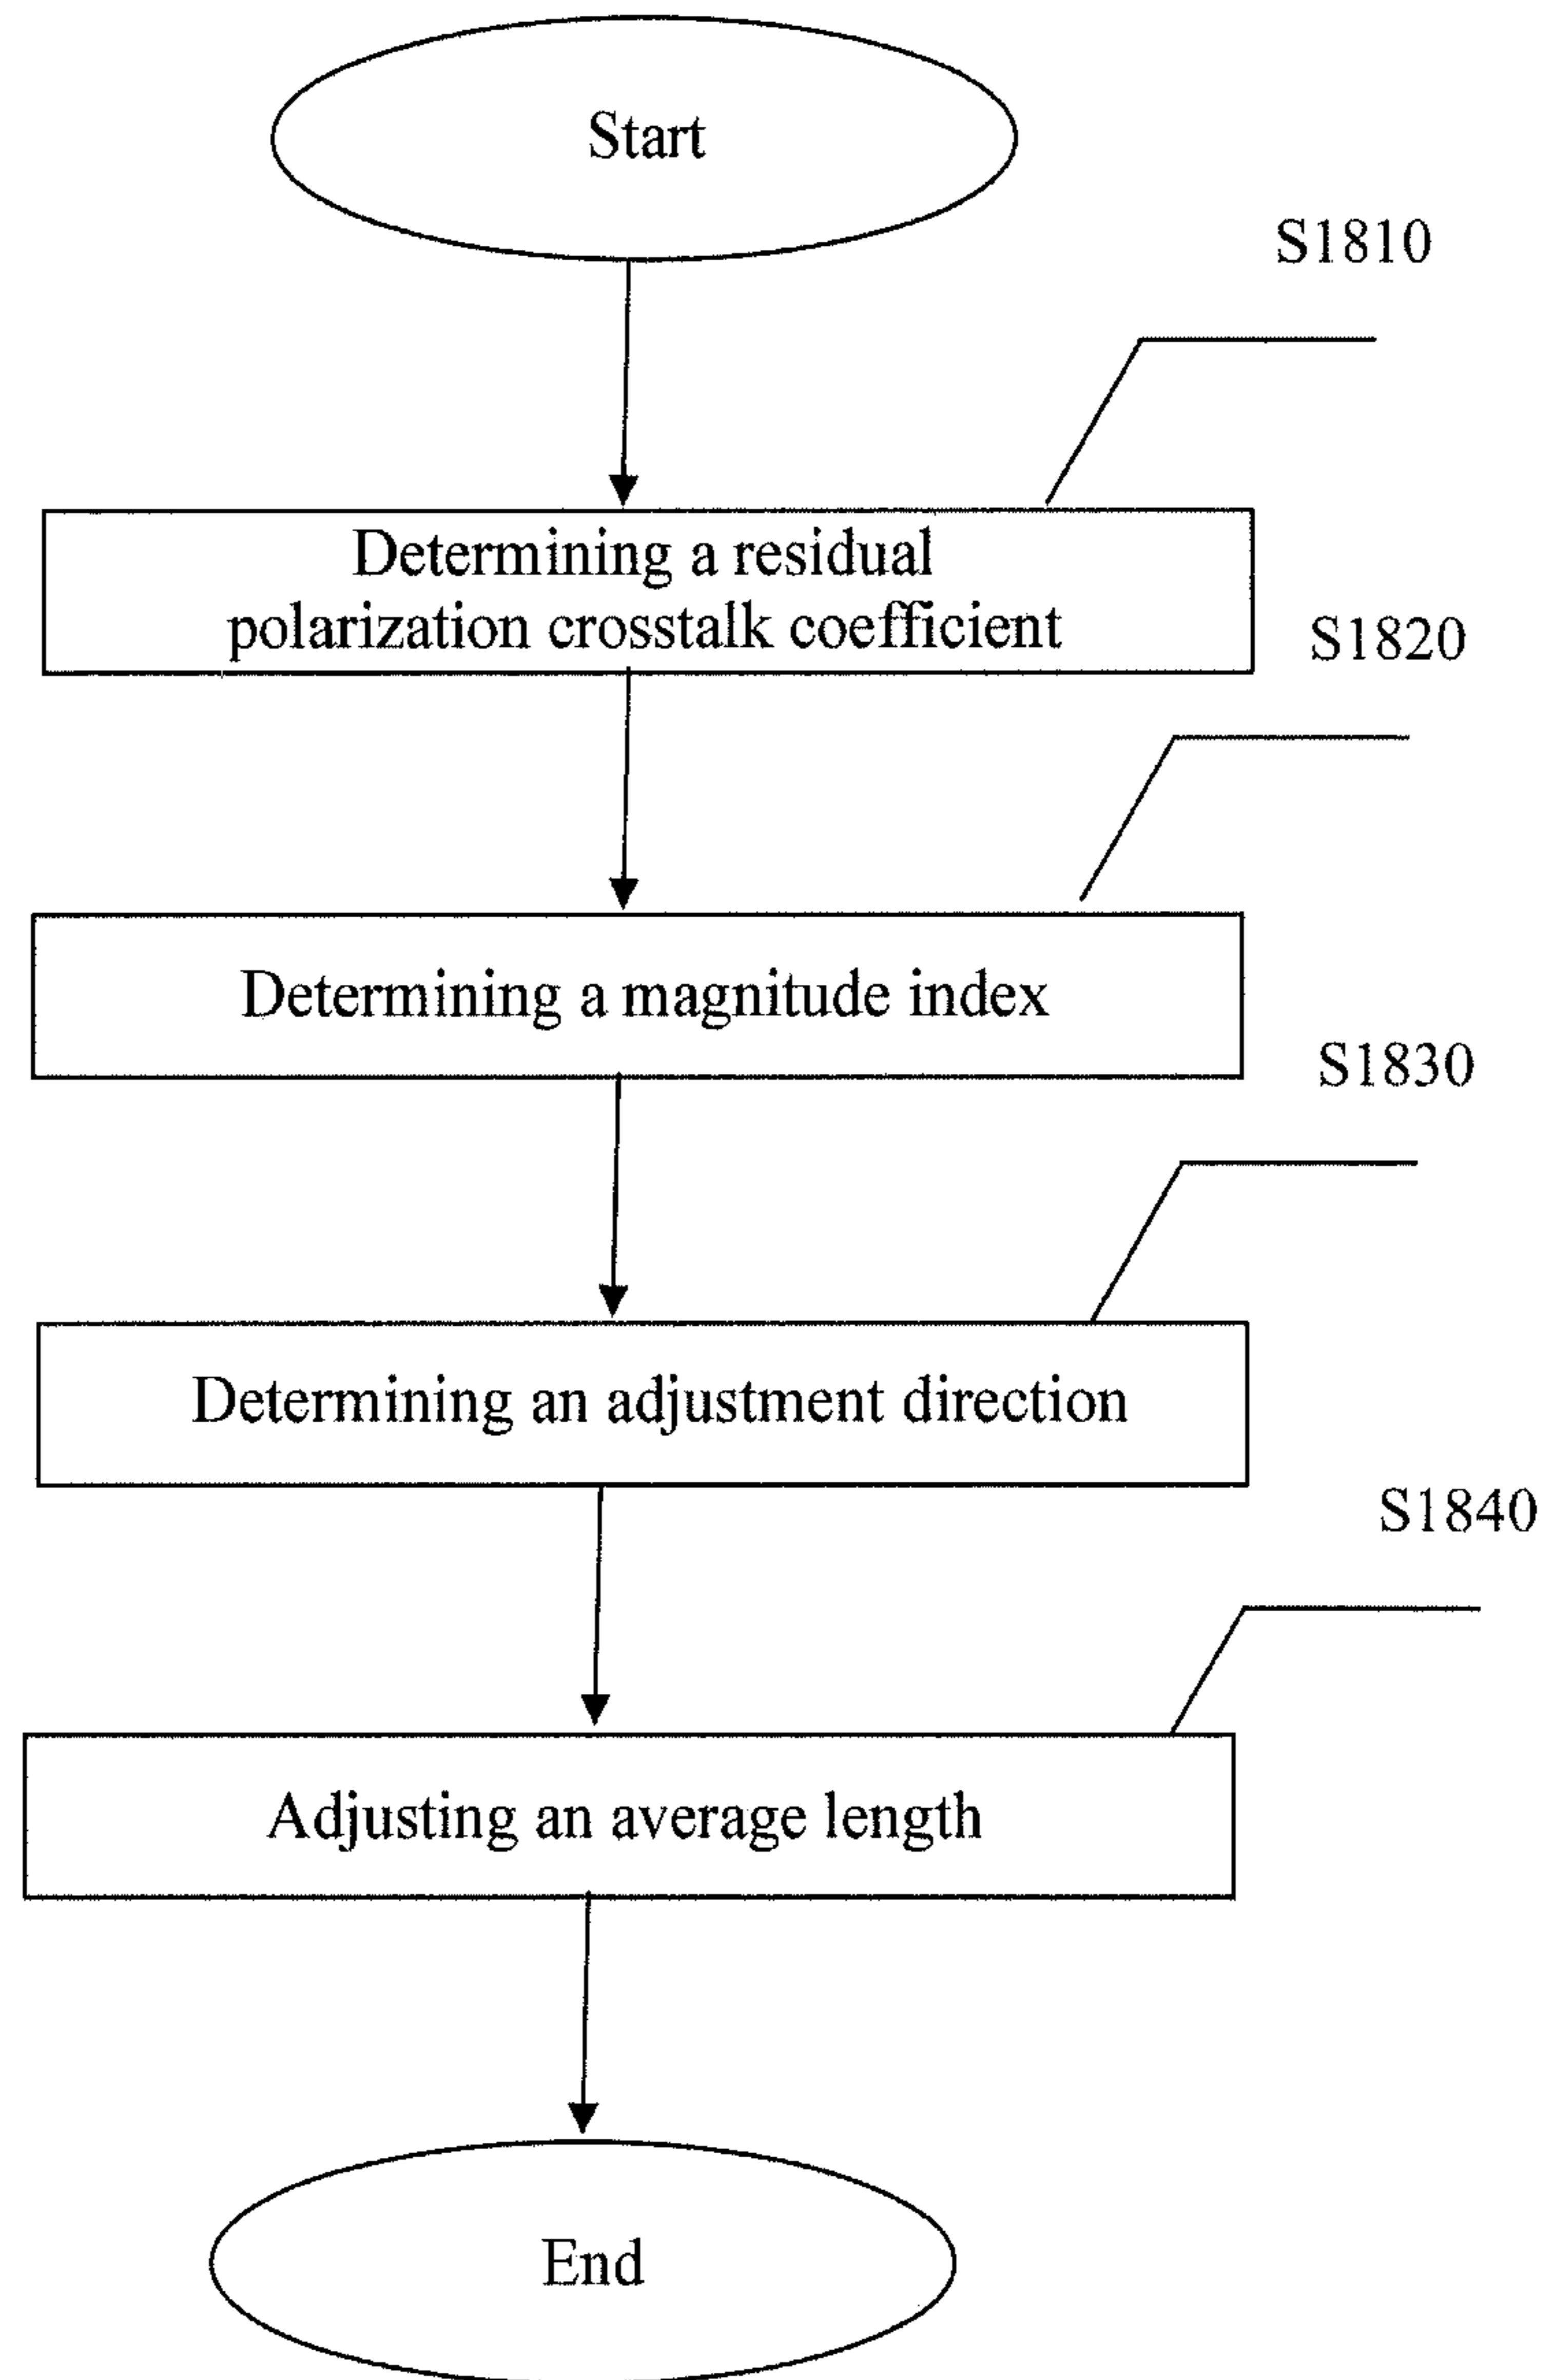 Start
S1810
Determining a residual
polarization crosstalk coefficient
S1820
Determining a magnitude index
S1830
Determining an adjustment direction
S1840
Adjusting an average length
End